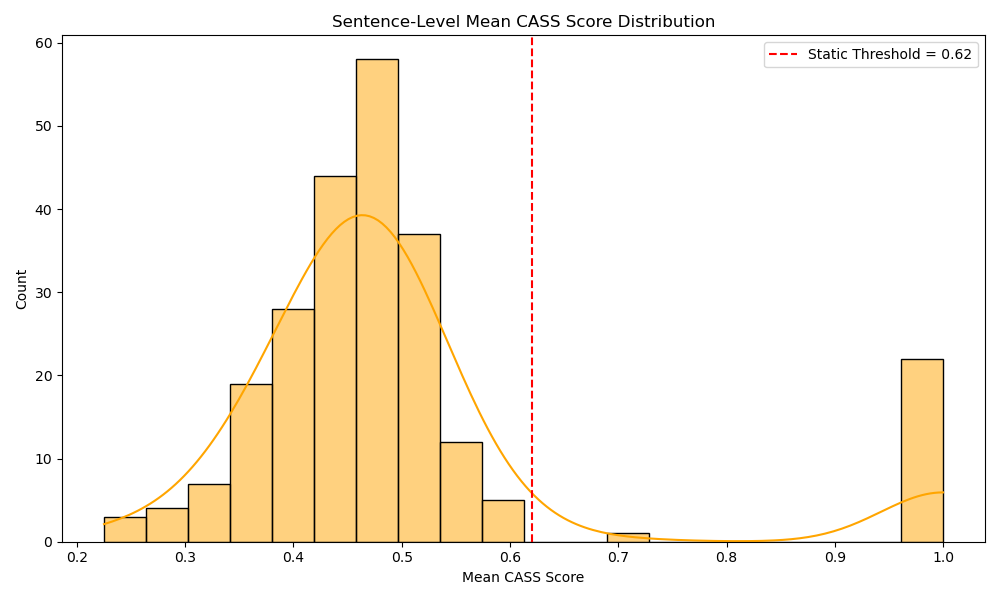 Sentence-Level Mean CASS Score Distribution
Static Threshold = 0.62
60
50
40
30
20
10
0
Count
0.2 0.3 0.4 0.5 0.6 0.7 0.8 0.9 1.0
Mean CASS Score